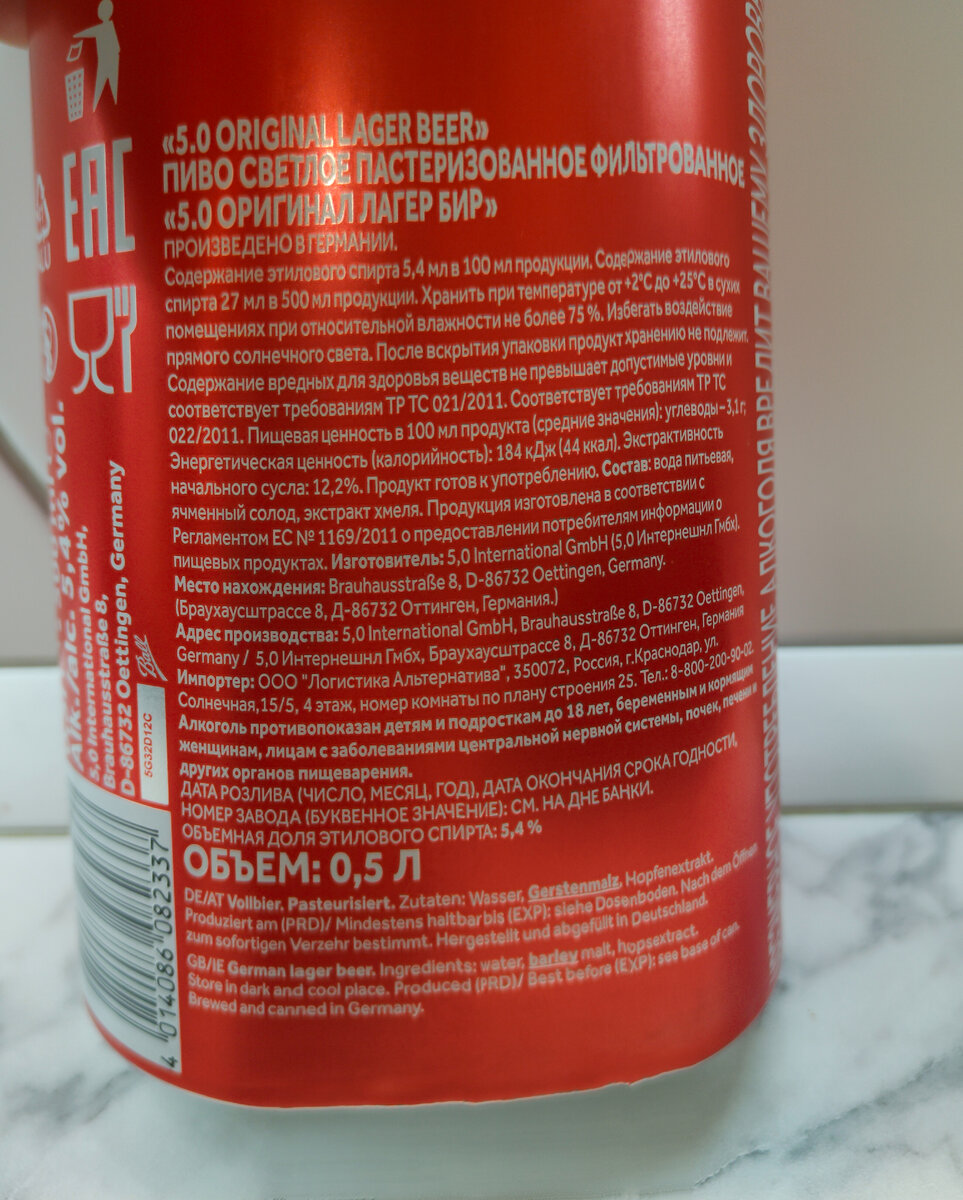 «5.0 ORIGINAL LAGER BEER»
ПИВО СВЕТЛОЕ ПАСТЕРИЗОВАННОЕ ФИЛЬТРОВАННОЕ
«5.0 ОРИГИНАЛ ЛАГЕР БИР»
ПРОИЗВЕДЕНО В ГЕРМАНИИ.
Содержание этилового спирта 5,4 мл в 100 мл продукции. Содержание этилового
спирта 27 мл в 500 мл продукции. Хранить при температуре от +2°C до +25°C в сухих
помещениях при относительной влажности не более 75 %. Избегать воздействие
прямого солнечного света. После вскрытия упаковки продукт хранению не подлежит.
Содержание вредных для здоровья веществ не превышает допустимые уровни и
соответствует требованиям ТР ТС 021/2011. Соответствует требованиям ТР ТС
022/2011. Пищевая ценность в 100 мл продукта (средние значения): углеводы – 3,1 г;
Энергетическая ценность (калорийность): 184 кДж (44 ккал). Экстрактивность
начального сусла: 12,2%. Продукт готов к употреблению. Состав: вода питьевая,
ячменный солод, экстракт хмеля. Продукция изготовлена в соответствии с
Регламентом ЕС № 1169/2011 о предоставлении потребителям информации о
пищевых продуктах. Изготовитель: 5,0 International GmbH (5,0 Интернешнл Гмбх).
Место нахождения: Brauhausstraße 8, D-86732 Oettingen, Germany.
(Браухаусштрассе 8, Д-86732 Оттинген, Германия.)
Адрес производства: 5,0 International GmbH, Brauhausstraße 8, D-86732 Oettingen,
Germany / 5,0 Интернешнл Гмбх, Браухаусштрассе 8, Д-86732 Оттинген, Германия
Импортер: ООО "Логистика Альтернатива", 350072, Россия, г.Краснодар, ул.
Солнечная,15/5, 4 этаж, номер комнаты по плану строения 25. Тел.: 8-800-200-90-02.
Алкоголь противопоказан детям и подросткам до 18 лет, беременным и кормящим
женщинам, лицам с заболеваниями центральной нервной системы, почек, печени и
других органов пищеварения.
ДАТА РОЗЛИВА (ЧИСЛО, МЕСЯЦ, ГОД), ДАТА ОКОНЧАНИЯ СРОКА ГОДНОСТИ,
НОМЕР ЗАВОДА (БУКВЕННОЕ ЗНАЧЕНИЕ): СМ. НА ДНЕ БАНКИ.
ОБЪЕМНАЯ ДОЛЯ ЭТИЛОВОГО СПИРТА: 5,4 %
ОБЪЕМ: 0,5 Л
DE/AT Vollbier. Pasteurisiert. Zutaten: Wasser, Gerstenmalz, Hopfenextrakt.
Produziert am (PRD)/ Mindestens haltbar bis (EXP): siehe Dosenboden. Nach dem Öffnen
zum sofortigen Verzehr bestimmt. Hergestellt und abgefüllt in Deutschland.
GB/IE German lager beer. Ingredients: water, barley malt, hopsextract.
Store in dark and cool place. Produced (PRD)/ Best before (EXP): see base of can.
Brewed and canned in Germany.
EAC
Alk./alc. 5,4% vol.
5,0 International GmbH,
Brauhausstraße 8,
D-86732 Oettingen, Germany
Ball
5G32D12C
4 014086 082337
АЛКОГОЛЯ ВРЕДИТ ВАШЕМУ